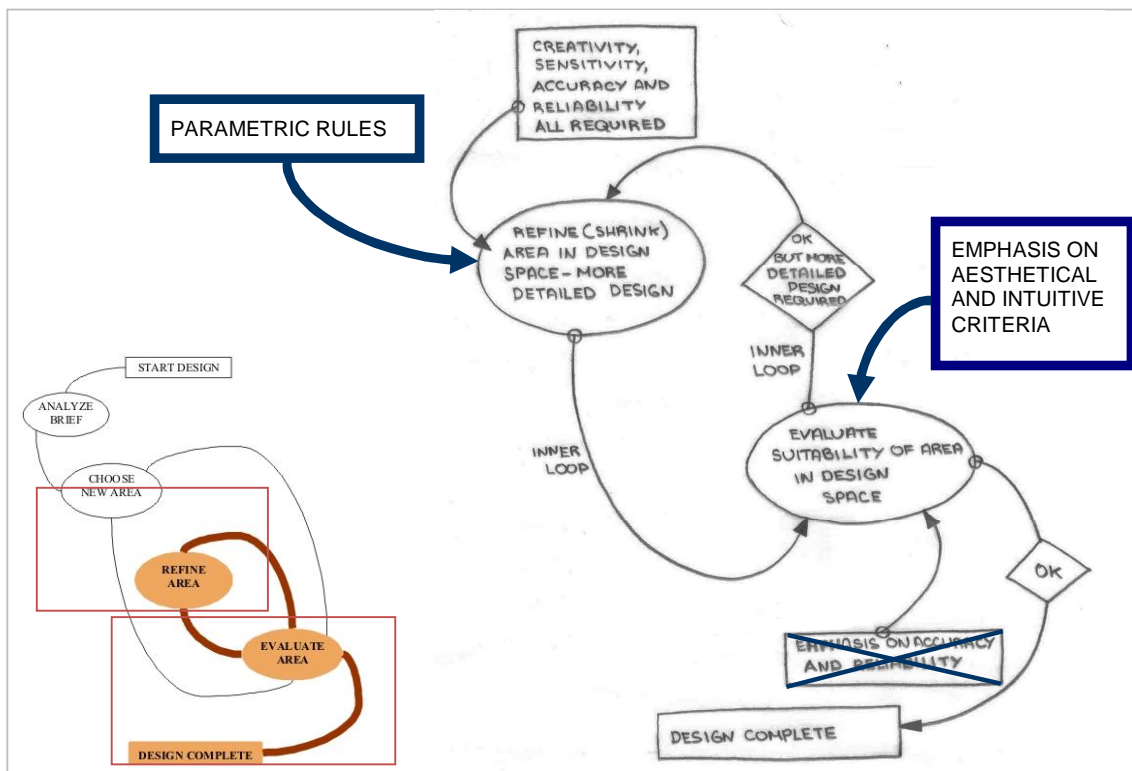 CREATIVITY,
SENSITIVITY,
ACCURACY AND
RELIABILITY
ALL REQUIRED
PARAMETRIC RULES
REFINE (SHRINK)
AREA IN DESIGN
SPACE - MORE
DETAILED DESIGN
OK
BUT MORE
DETAILED
DESIGN
REQUIRED
EMPHASIS ON
AESTHETICAL
AND INTUITIVE
CRITERIA
INNER
LOOP
EVALUATE
SUITABILITY OF AREA
IN DESIGN
SPACE
INNER
LOOP
OK
EMPHASIS ON ACCURACY
AND RELIABILITY
DESIGN COMPLETE
START DESIGN
ANALYZE
BRIEF
CHOOSE
NEW AREA
REFINE
AREA
EVALUATE
AREA
DESIGN COMPLETE